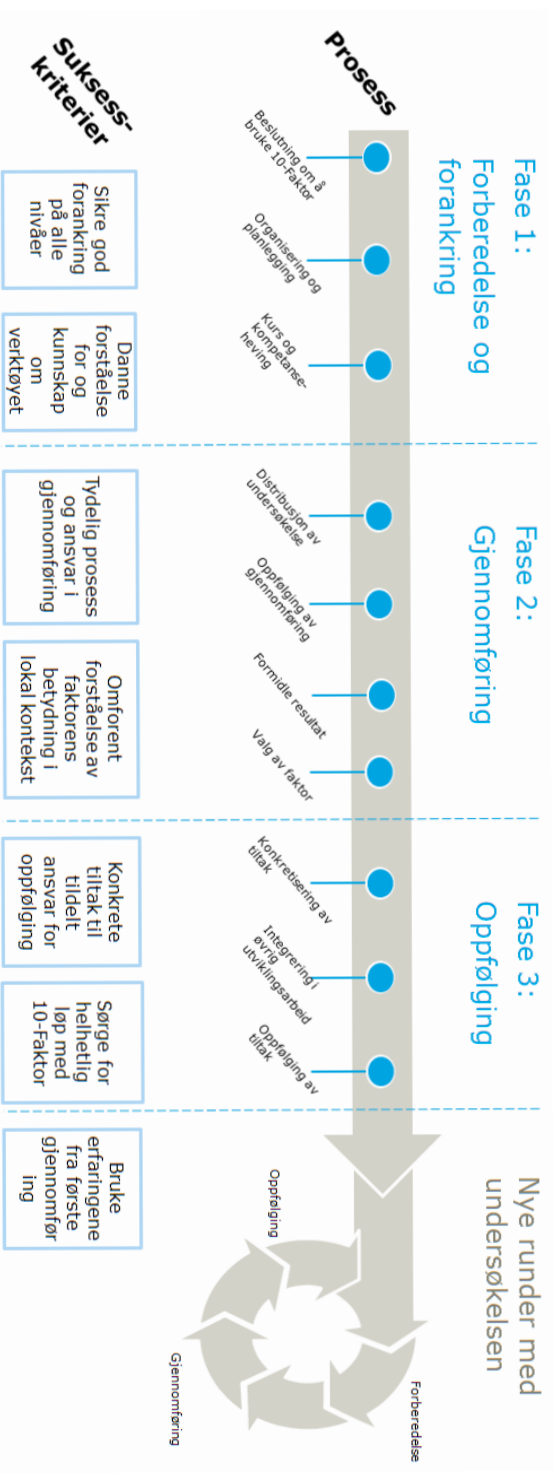 Fase 1:
Forberedelse og
forankring
Fase 2:
Gjennomføring
Fase 3:
Oppfølging
Nye runder med
undersøkelsen
Prosess
Beslutning om å
bruke 10-Faktor
Organisering og
planlegging
Kurs og
kompetanse-
heving
Distribusjon av
undersøkelse
Oppfølging av
gjennomføring
Formidle resultat
Valg av faktor
Konkretisering av
tiltak
Integrering i
øvrig
utviklingsarbeid
Oppfølging av
tiltak
Forberedelse
Oppfølging
Gjennomføring
Suksess-
kriterier
Sikre god
forankring
på alle
nivåer
Danne
forståelse
for og
kunnskap
om
verktøyet
Tydelig prosess
og ansvar i
gjennomføring
Omforent
forståelse av
faktorens
betydning i
lokal kontekst
Konkrete
tiltak til
tildelt
ansvar for
oppfølging
Sørge for
helhetlig
løp med
10-Faktor
Bruke
erfaringene
fra første
gjennomfør
ing